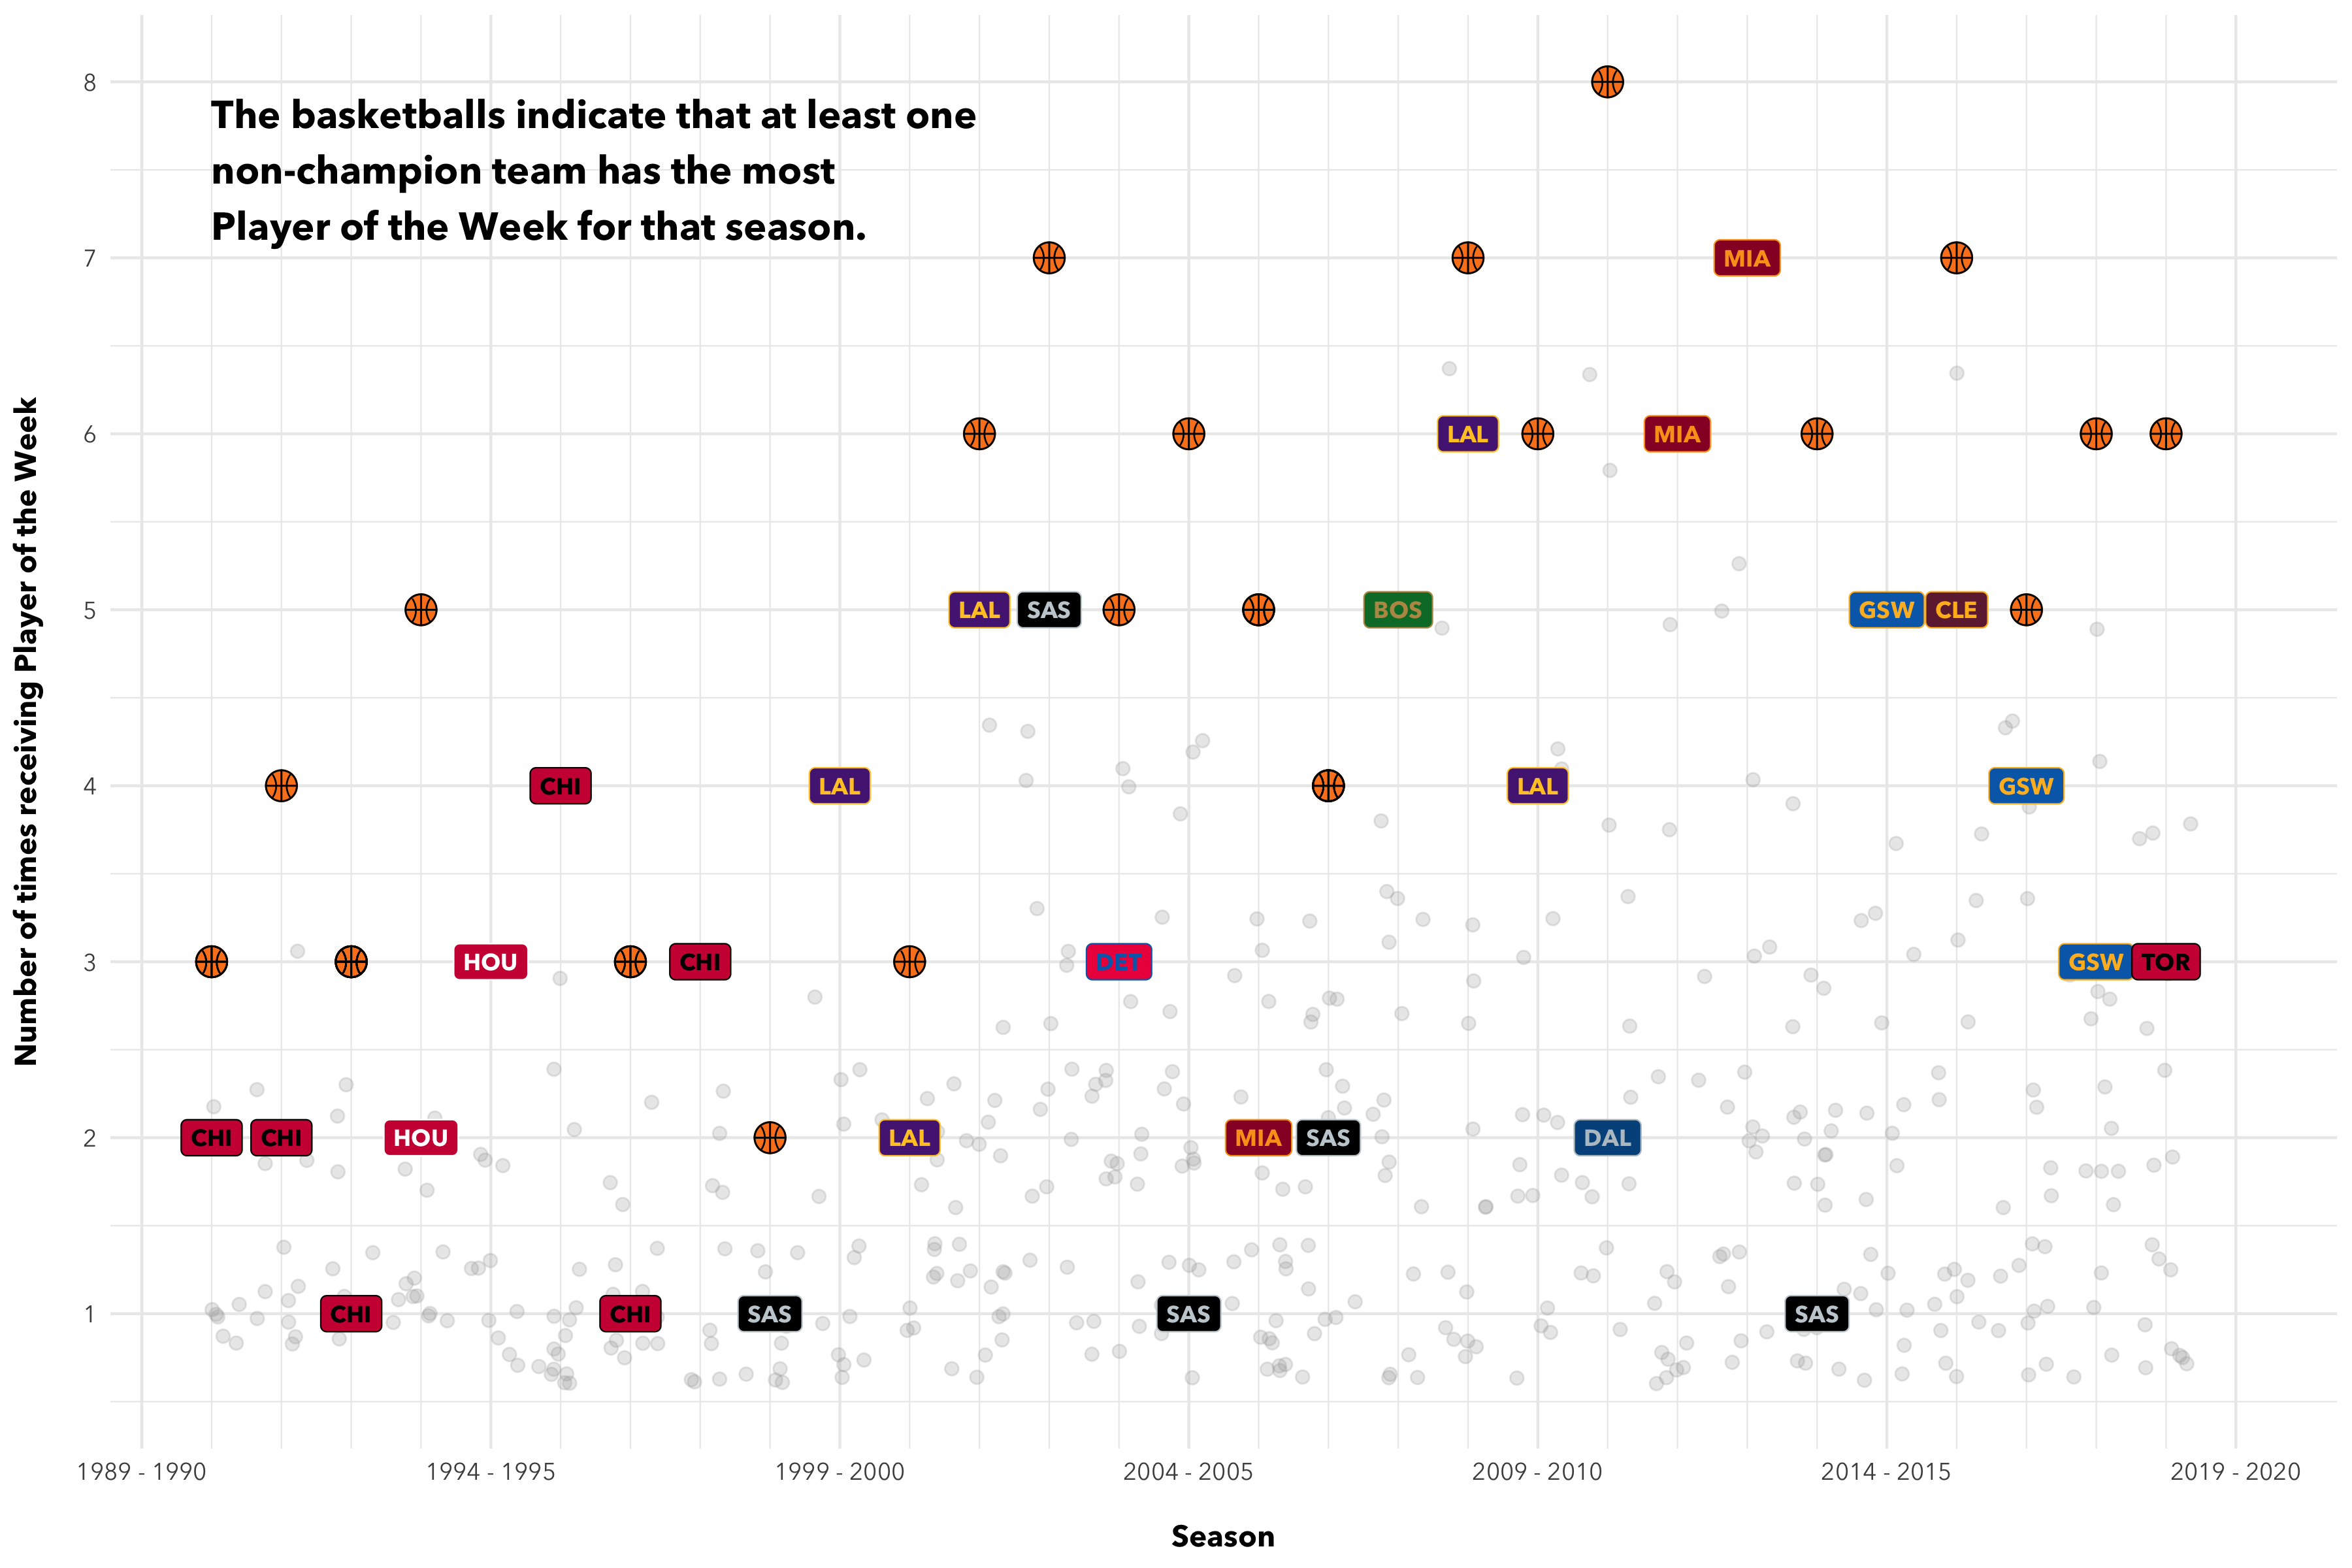 8
The basketballs indicate that at least one
non-champion team has the most
Player of the Week for that season.
7
MIA
6
LAL
MIA
5
LAL
SAS
BOS
GSW
CLE
4
CHI
LAL
LAL
GSW
3
HOU
CHI
DET
GSW
TOR
2
CHI
CHI
HOU
LAL
MIA
SAS
DAL
1
CHI
CHI
SAS
SAS
SAS
Number of times receiving Player of the Week
1989 - 1990
1994 - 1995
1999 - 2000
2004 - 2005
2009 - 2010
2014 - 2015
2019 - 2020
Season